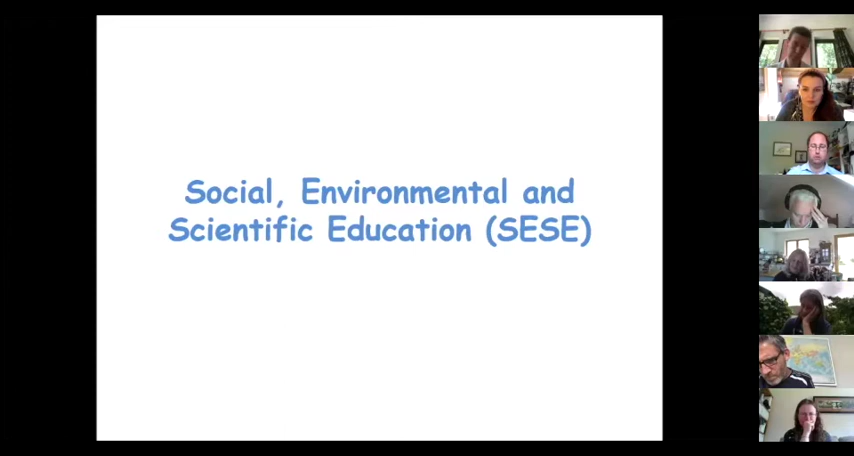 Social, Environmental and
Scientific Education (SESE)